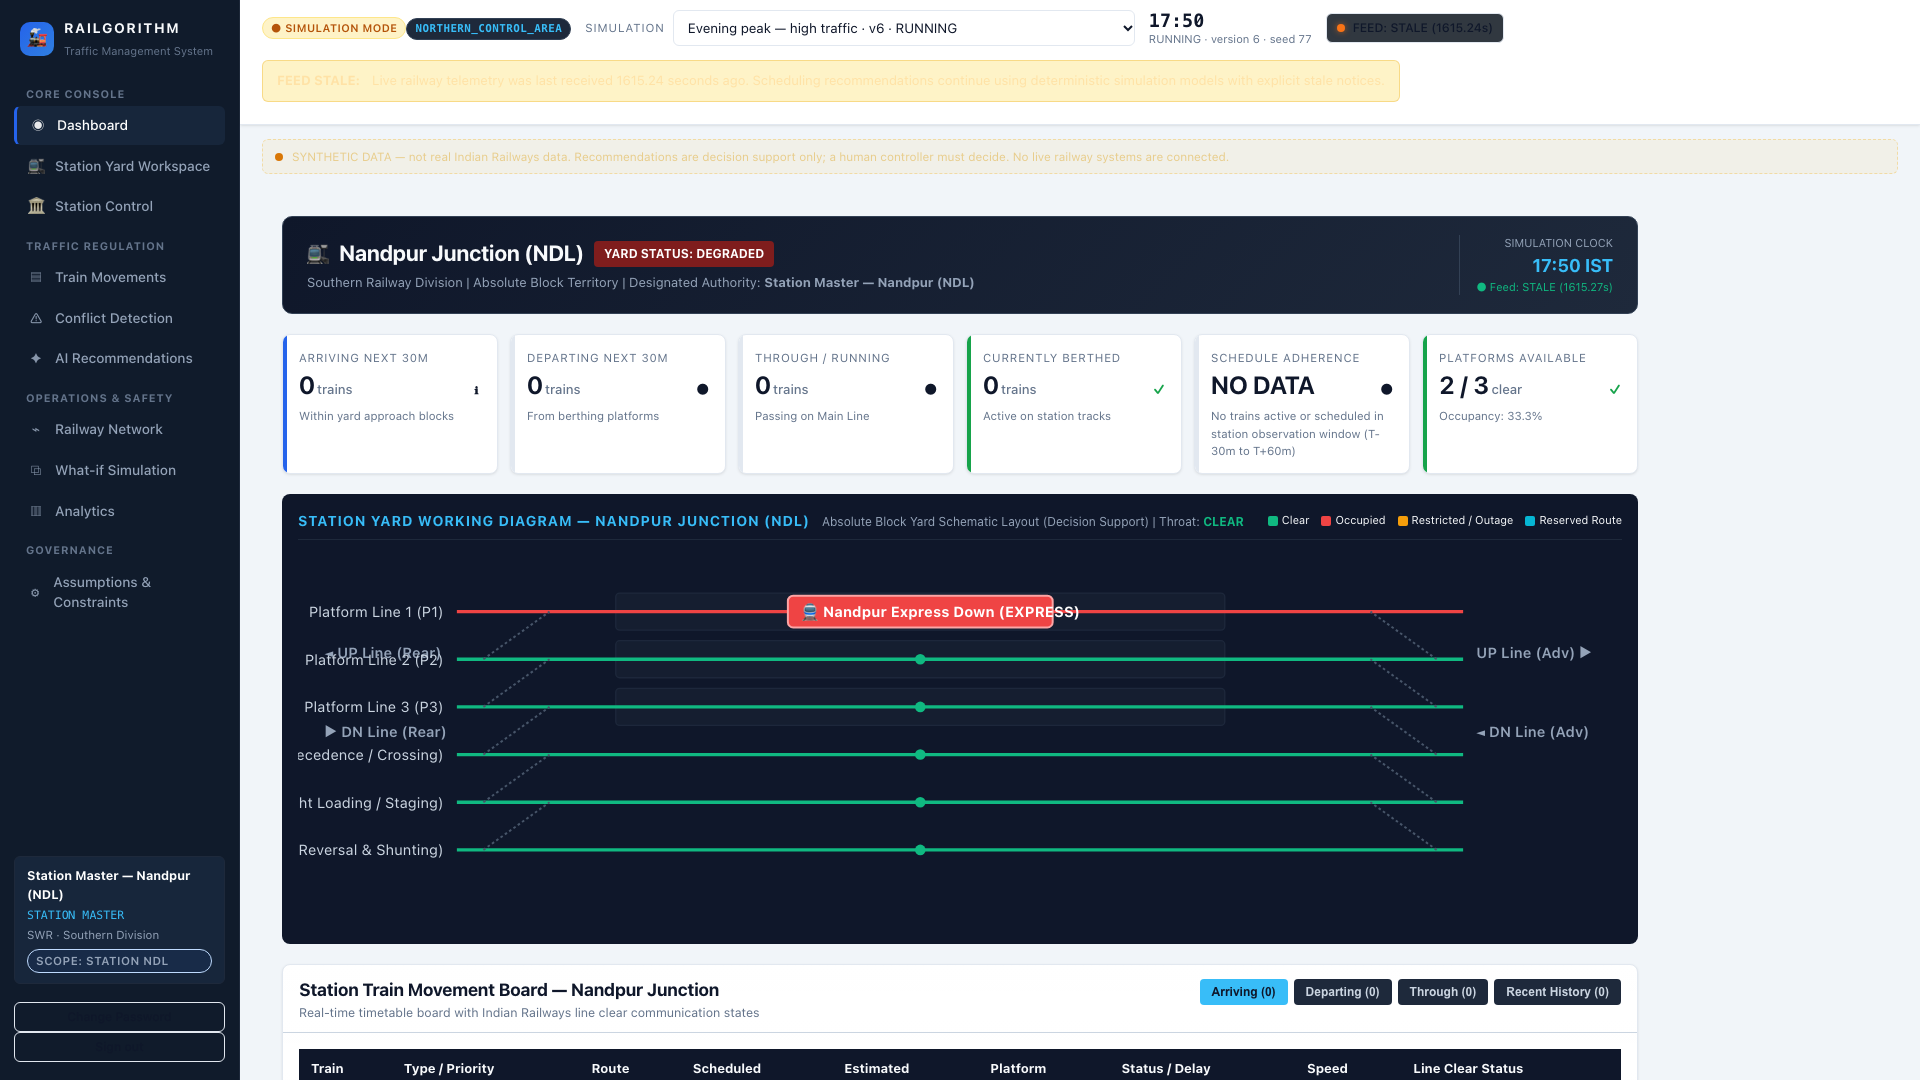 RAILGORITHM
Traffic Management System
CORE CONSOLE
Dashboard
Station Yard Workspace
Station Control
TRAFFIC REGULATION
Train Movements
Conflict Detection
AI Recommendations
OPERATIONS & SAFETY
Railway Network
What-if Simulation
Analytics
GOVERNANCE
Assumptions &
Constraints
Station Master — Nandpur
(NDL)
STATION MASTER
SWR · Southern Division
SCOPE: STATION NDL
SIMULATION MODE
NORTHERN_CONTROL_AREA
SIMULATION
Evening peak — high traffic · v6 · RUNNING
17:50
RUNNING · version 6 · seed 77
FEED: STALE (1615.24s)
FEED STALE: Live railway telemetry was last received 1615.24 seconds ago. Scheduling recommendations continue using deterministic simulation models with explicit stale notices.
SYNTHETIC DATA — not real Indian Railways data. Recommendations are decision support only; a human controller must decide. No live railway systems are connected.
Nandpur Junction (NDL)
YARD STATUS: DEGRADED
Southern Railway Division | Absolute Block Territory | Designated Authority: Station Master — Nandpur (NDL)
SIMULATION CLOCK
17:50 IST
Feed: STALE (1615.27s)
ARRIVING NEXT 30M
0 trains
Within yard approach blocks
DEPARTING NEXT 30M
0 trains
From berthing platforms
THROUGH / RUNNING
0 trains
Passing on Main Line
CURRENTLY BERTHED
0 trains
Active on station tracks
SCHEDULE ADHERENCE
NO DATA
No trains active or scheduled in
station observation window (T-
30m to T+60m)
PLATFORMS AVAILABLE
2 / 3 clear
Occupancy: 33.3%
STATION YARD WORKING DIAGRAM — NANDPUR JUNCTION (NDL)
Absolute Block Yard Schematic Layout (Decision Support) | Throat: CLEAR
Clear
Occupied
Restricted / Outage
Reserved Route
Platform Line 1 (P1)
Nandpur Express Down (EXPRESS)
◄ UP Line (Rear)
UP Line (Adv) ▶
Platform Line 2 (P2)
Platform Line 3 (P3)
▶ DN Line (Rear)
◄ DN Line (Adv)
ecedence / Crossing)
ht Loading / Staging)
Reversal & Shunting)
Station Train Movement Board — Nandpur Junction
Real-time timetable board with Indian Railways line clear communication states
Arriving (0)
Departing (0)
Through (0)
Recent History (0)
Train
Type / Priority
Route
Scheduled
Estimated
Platform
Status / Delay
Speed
Line Clear Status